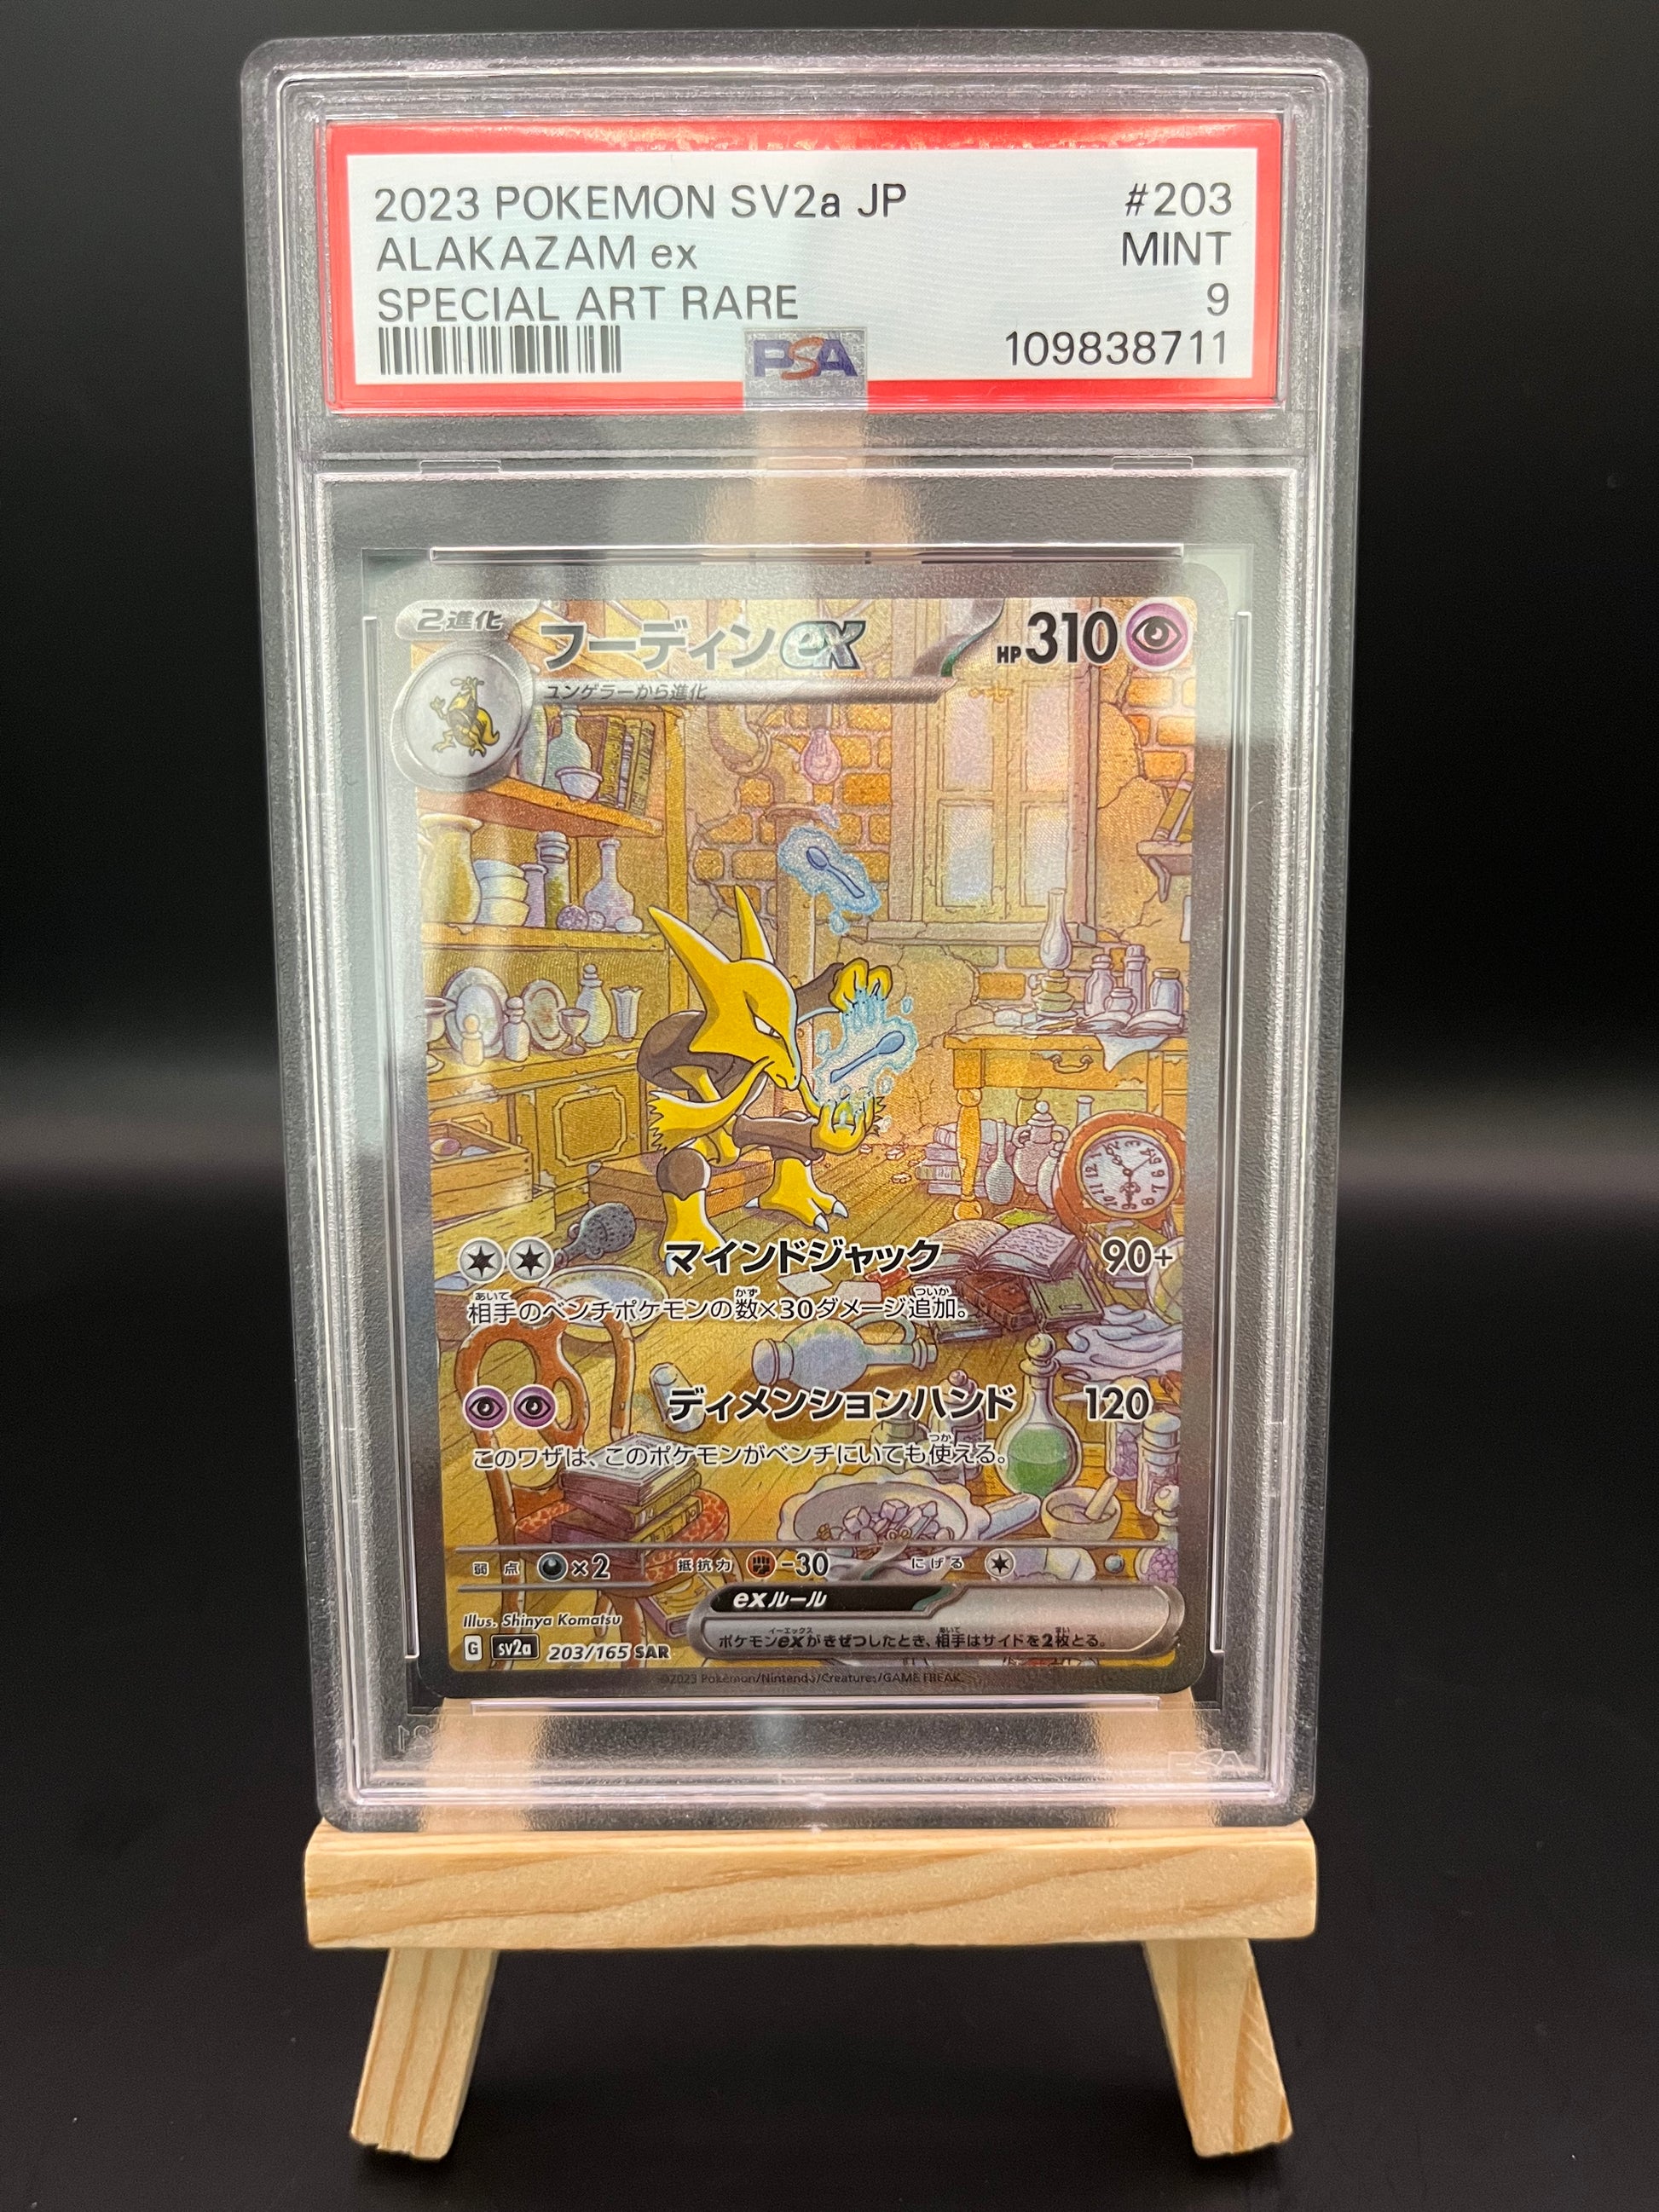 2023 POKEMON SV2a JP #203
ALAKAZAM ex MINT
SPECIAL ART RARE 9
PSA 109838711
2進化 フーディンex HP310
ユンゲラーから進化
マインドジャック 90+
相手のベンチポケモンの数×30ダメージ追加。
ディメンションハンド 120
このワザは、このポケモンがベンチにいても使える。
弱点 ×2 抵抗力 -30 にげる
exルール
ポケモンexがきぜつしたとき、相手はサイドを2枚とる。
Illus. Shinya Komatsu
G sv2a 203/165 SAR
©2023 Pokémon/Nintendo/Creatures/GAME FREAK
PSA